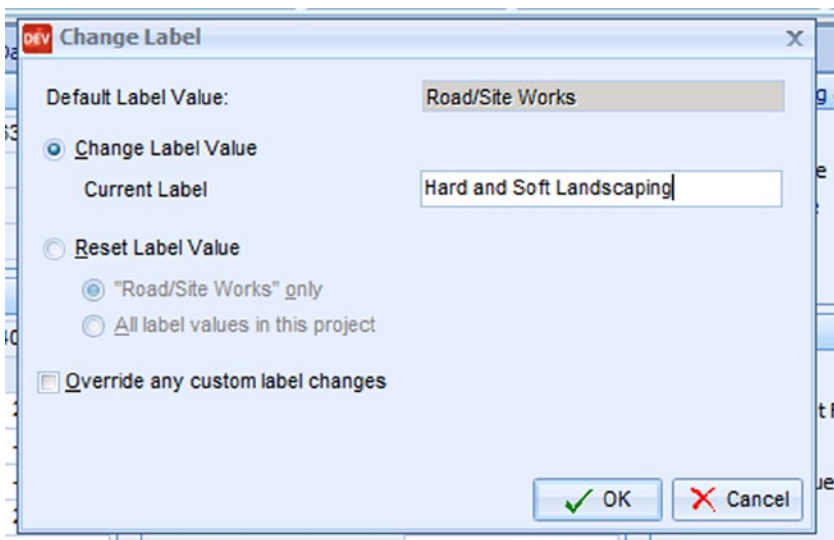 DEV Change Label X
Default Label Value: Road/Site Works
Change Label Value
Current Label Hard and Soft Landscaping
Reset Label Value
"Road/Site Works" only
All label values in this project
Override any custom label changes
OK Cancel